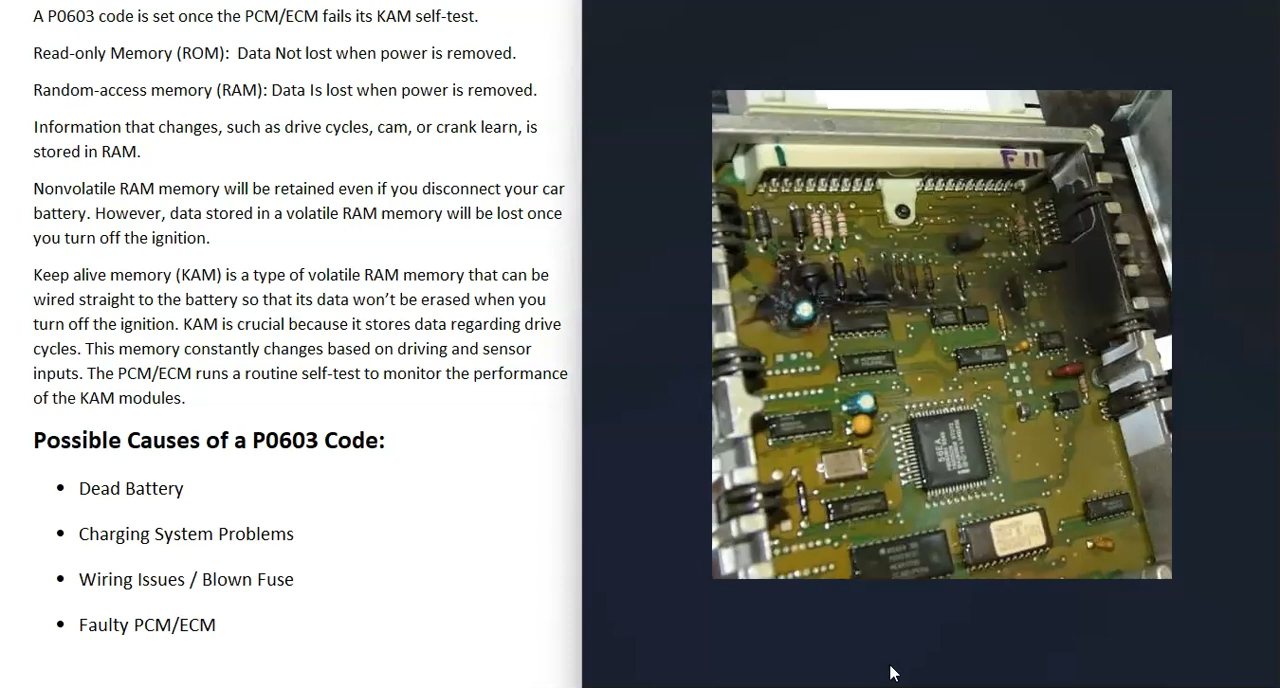 A P0603 code is set once the PCM/ECM fails its KAM self-test.
Read-only Memory (ROM):  Data Not lost when power is removed.
Random-access memory (RAM): Data Is lost when power is removed.
Information that changes, such as drive cycles, cam, or crank learn, is
stored in RAM.
Nonvolatile RAM memory will be retained even if you disconnect your car
battery. However, data stored in a volatile RAM memory will be lost once
you turn off the ignition.
Keep alive memory (KAM) is a type of volatile RAM memory that can be
wired straight to the battery so that its data won’t be erased when you
turn off the ignition. KAM is crucial because it stores data regarding drive
cycles. This memory constantly changes based on driving and sensor
inputs. The PCM/ECM runs a routine self-test to monitor the performance
of the KAM modules.
Possible Causes of a P0603 Code:
• Dead Battery
• Charging System Problems
• Wiring Issues / Blown Fuse
• Faulty PCM/ECM
F11